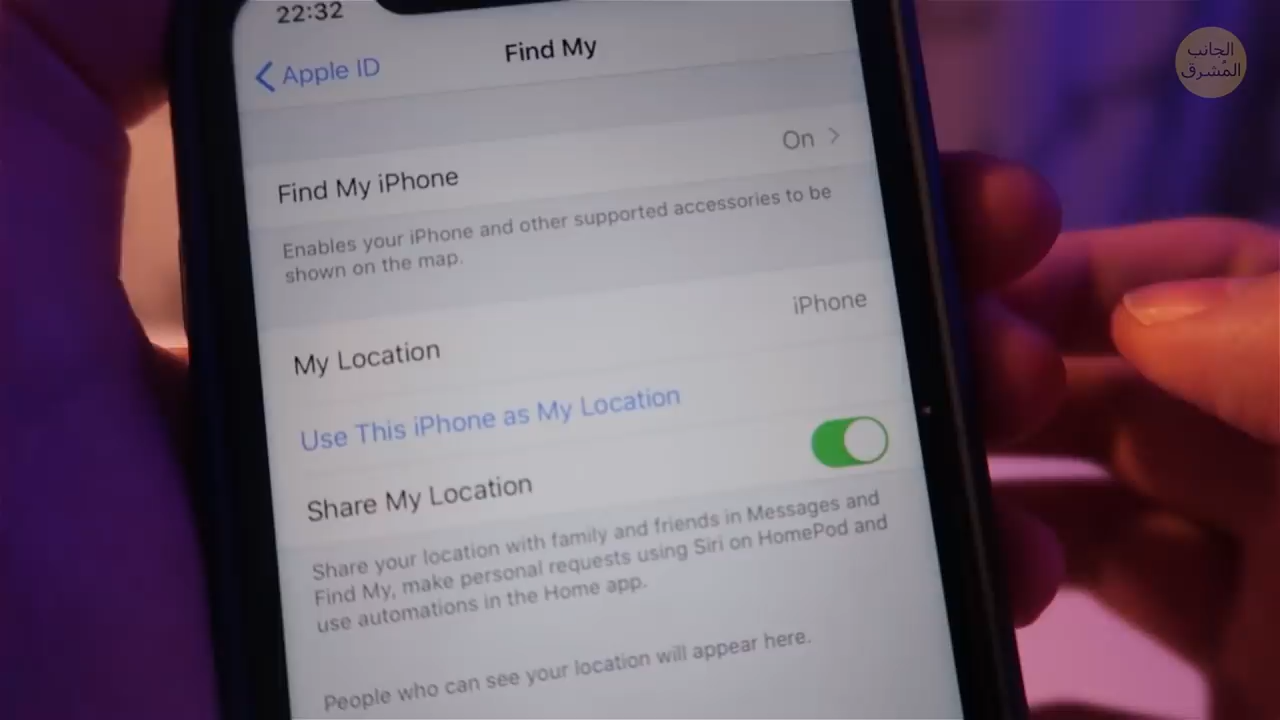 22:32
الجانب
المُشرق
Apple ID
Find My
Find My iPhone
On
Enables your iPhone and other supported accessories to be
shown on the map.
My Location
iPhone
Use This iPhone as My Location
Share My Location
Share your location with family and friends in Messages and
Find My, make personal requests using Siri on HomePod and
use automations in the Home app.
People who can see your location will appear here.